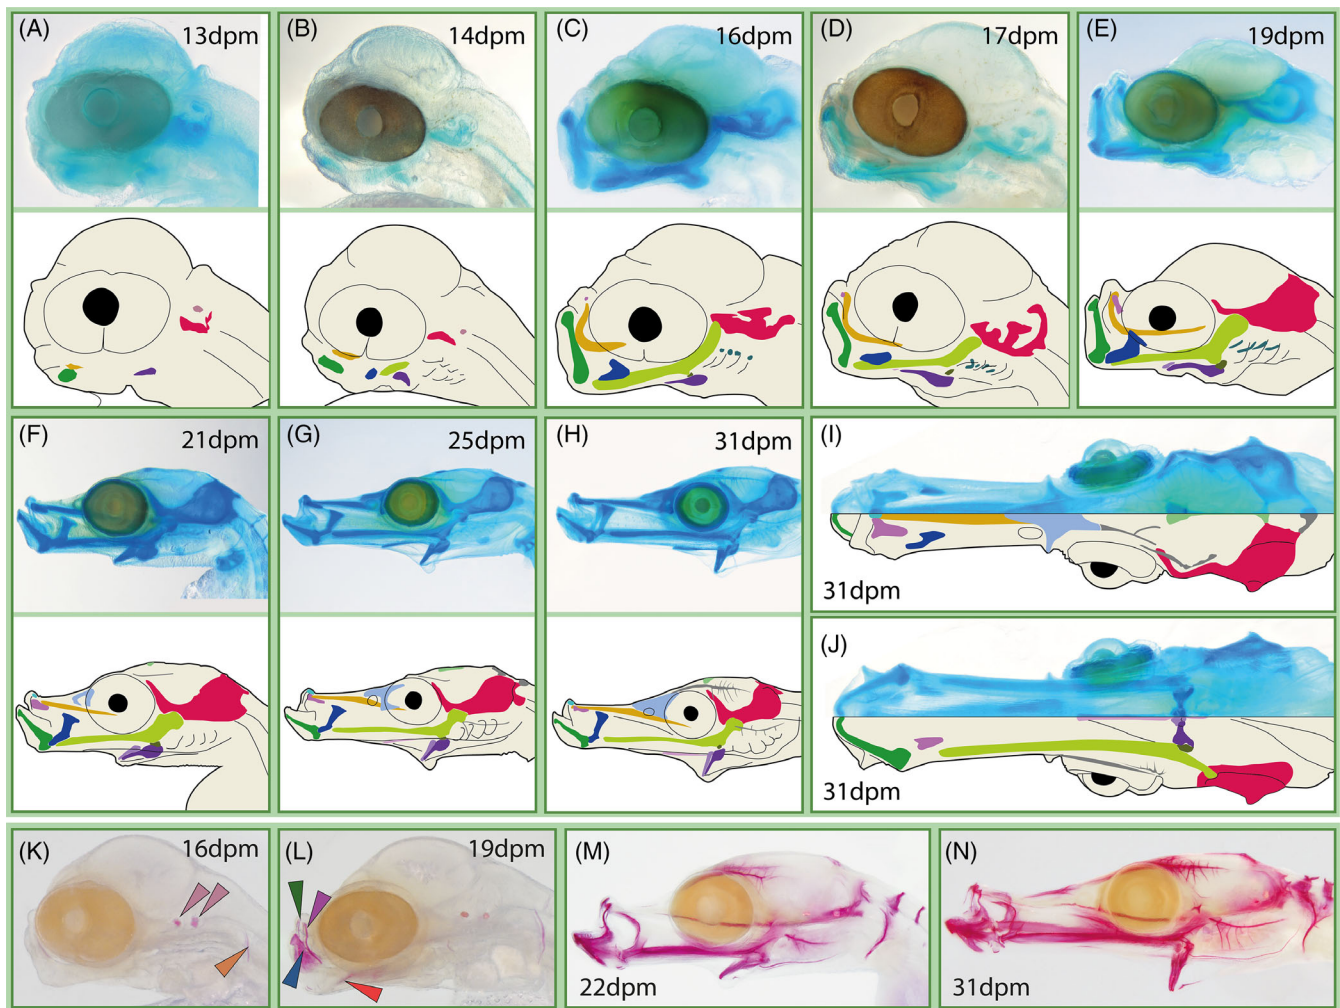 (A) 13dpm
(B) 14dpm
(C) 16dpm
(D) 17dpm
(E) 19dpm
(F) 21dpm
(G) 25dpm
(H) 31dpm
(I)
31dpm
(J)
31dpm
(K) 16dpm
(L) 19dpm
(M)
22dpm
(N)
31dpm